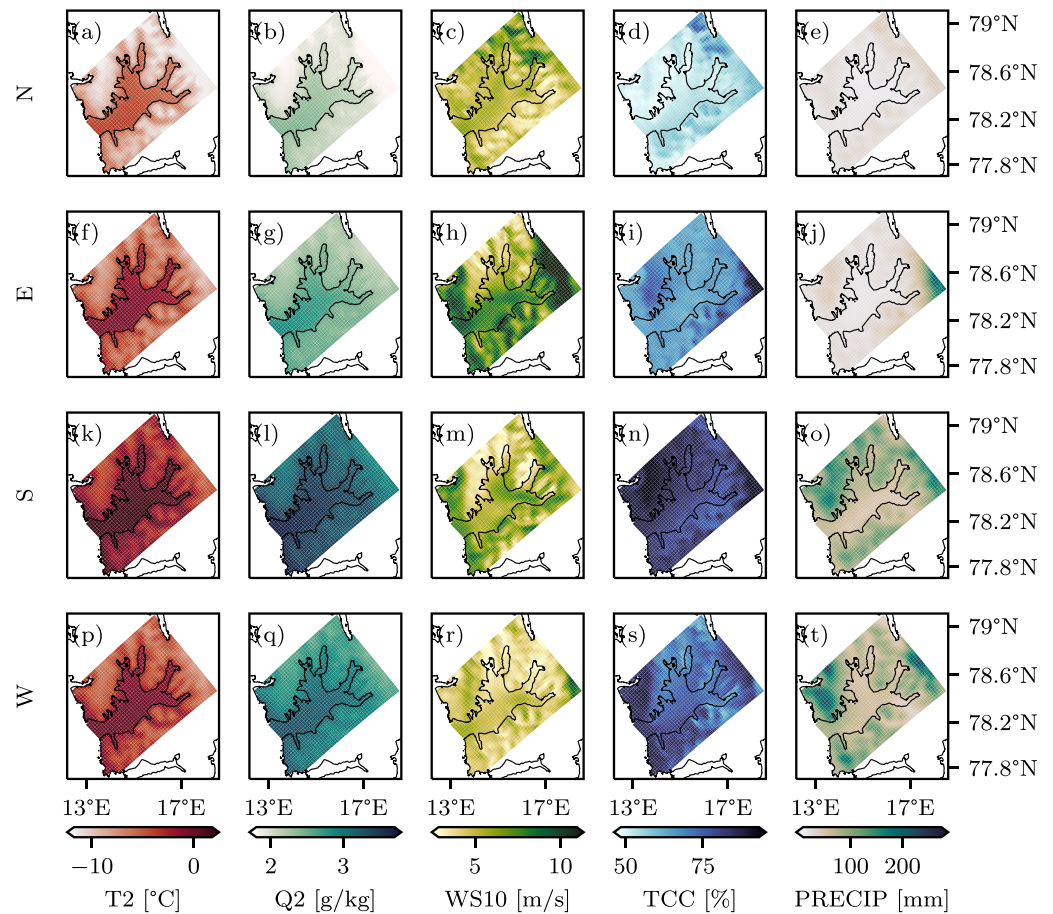 (a) (b) (c) (d) (e) 79°N
N 78.6°N
78.2°N
77.8°N
(f) (g) (h) (i) (j) 79°N
E 78.6°N
78.2°N
77.8°N
(k) (l) (m) (n) (o) 79°N
S 78.6°N
78.2°N
77.8°N
(p) (q) (r) (s) (t) 79°N
W 78.6°N
78.2°N
77.8°N
13°E 17°E 13°E 17°E 13°E 17°E 13°E 17°E 13°E 17°E
−10 0 2 3 5 10 50 75 100 200
T2 [°C] Q2 [g/kg] WS10 [m/s] TCC [%] PRECIP [mm]